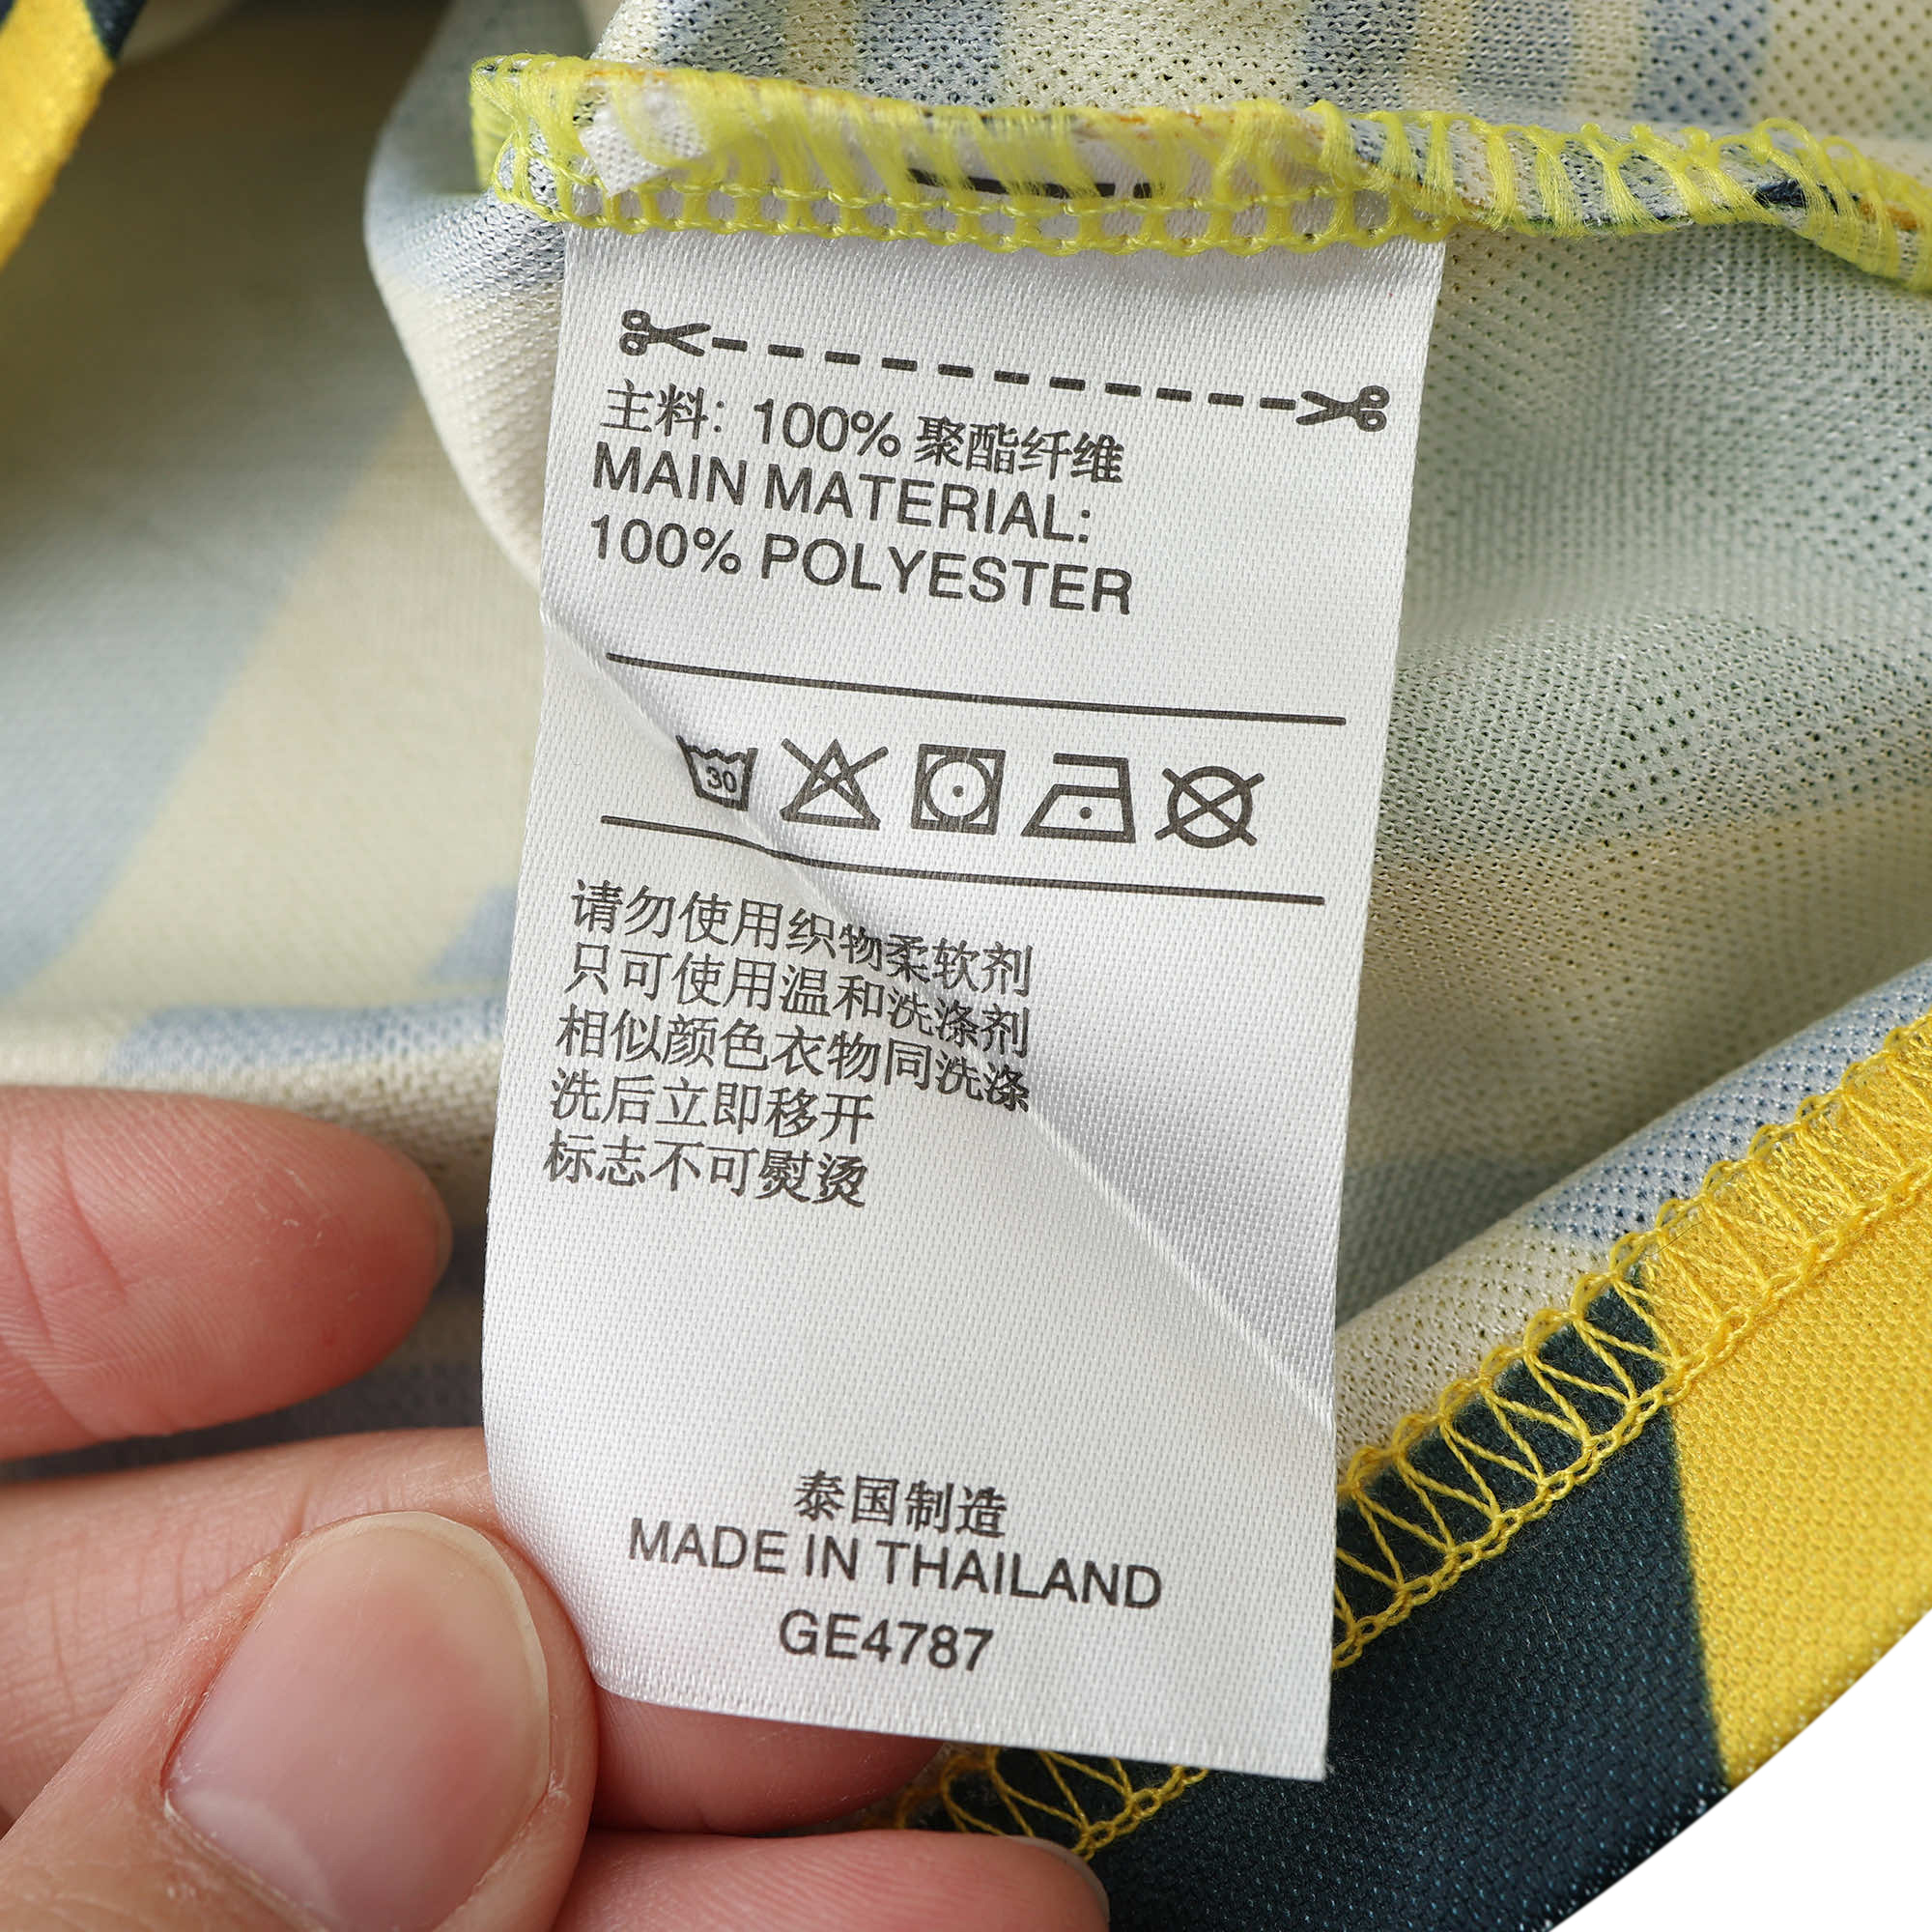 主料: 100% 聚酯纤维
MAIN MATERIAL:
100% POLYESTER
30
请勿使用织物柔软剂
只可使用温和洗涤剂
相似颜色衣物同洗涤
洗后立即移开
标志不可熨烫
泰国制造
MADE IN THAILAND
GE4787